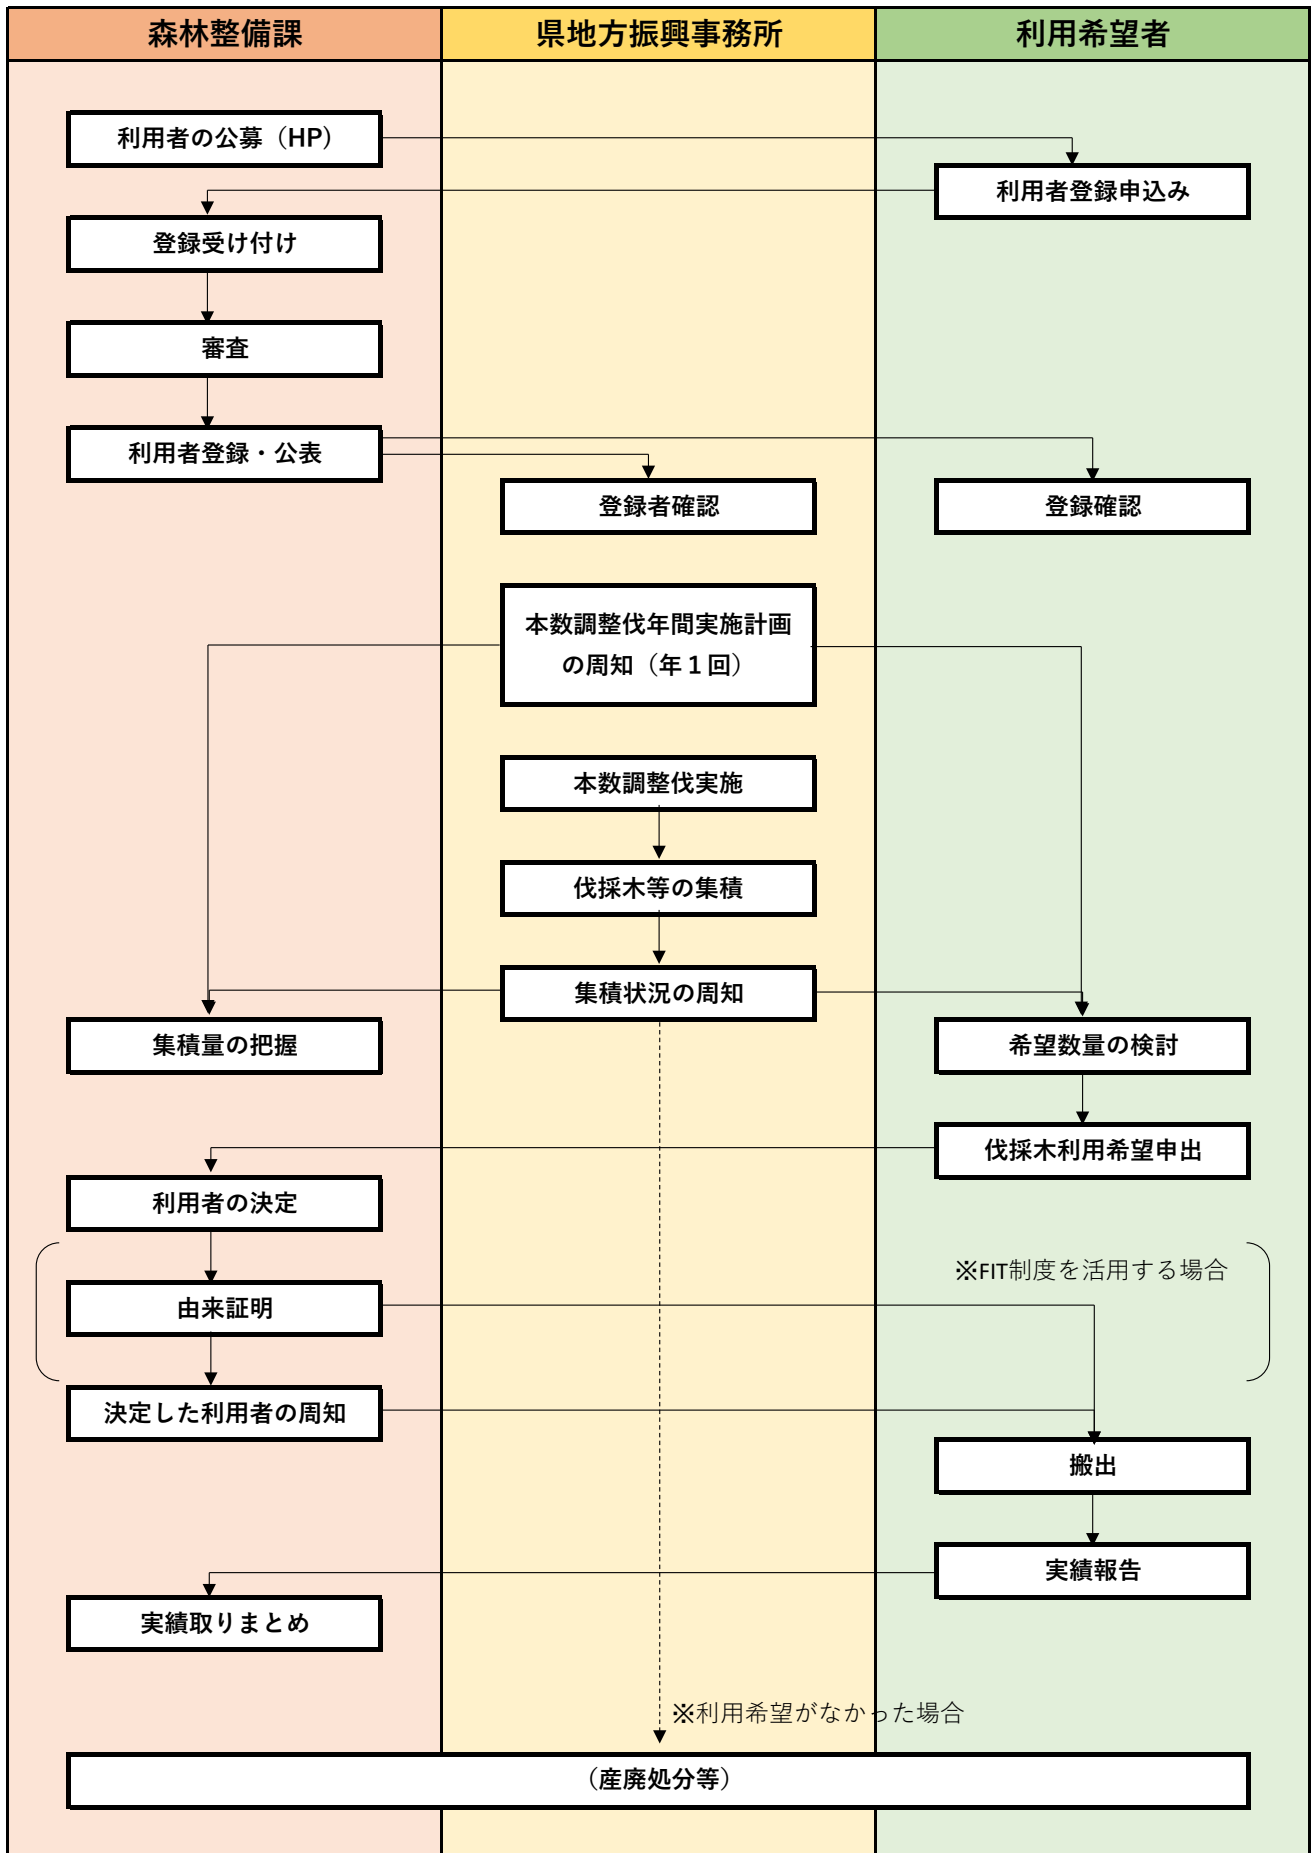 森林整備課
県地方振興事務所
利用希望者
利用者の公募（HP）
利用者登録申込み
登録受け付け
審査
利用者登録・公表
登録者確認
登録確認
本数調整伐年間実施計画
の周知（年１回）
本数調整伐実施
伐採木等の集積
集積状況の周知
集積量の把握
希望数量の検討
伐採木利用希望申出
利用者の決定
※FIT制度を活用する場合
由来証明
決定した利用者の周知
搬出
実績報告
実績取りまとめ
※利用希望がなかった場合
（産廃処分等）